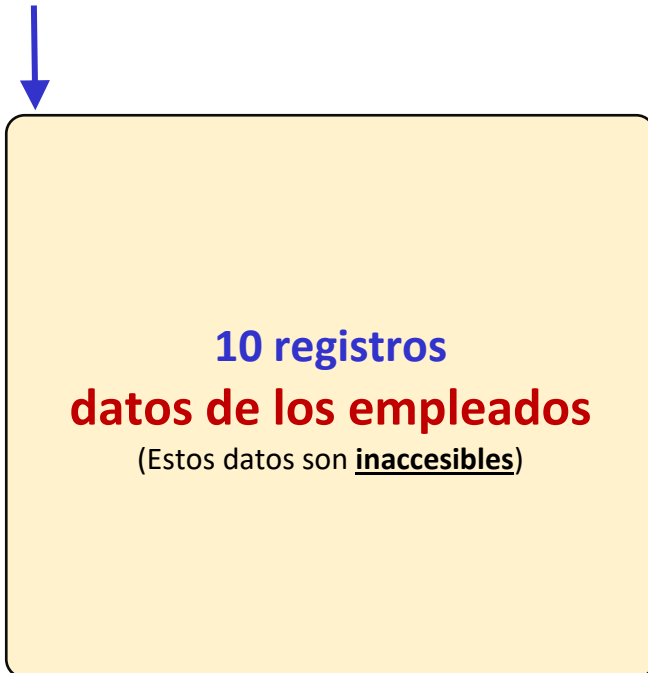 10 registros
datos de los empleados
(Estos datos son inaccesibles)